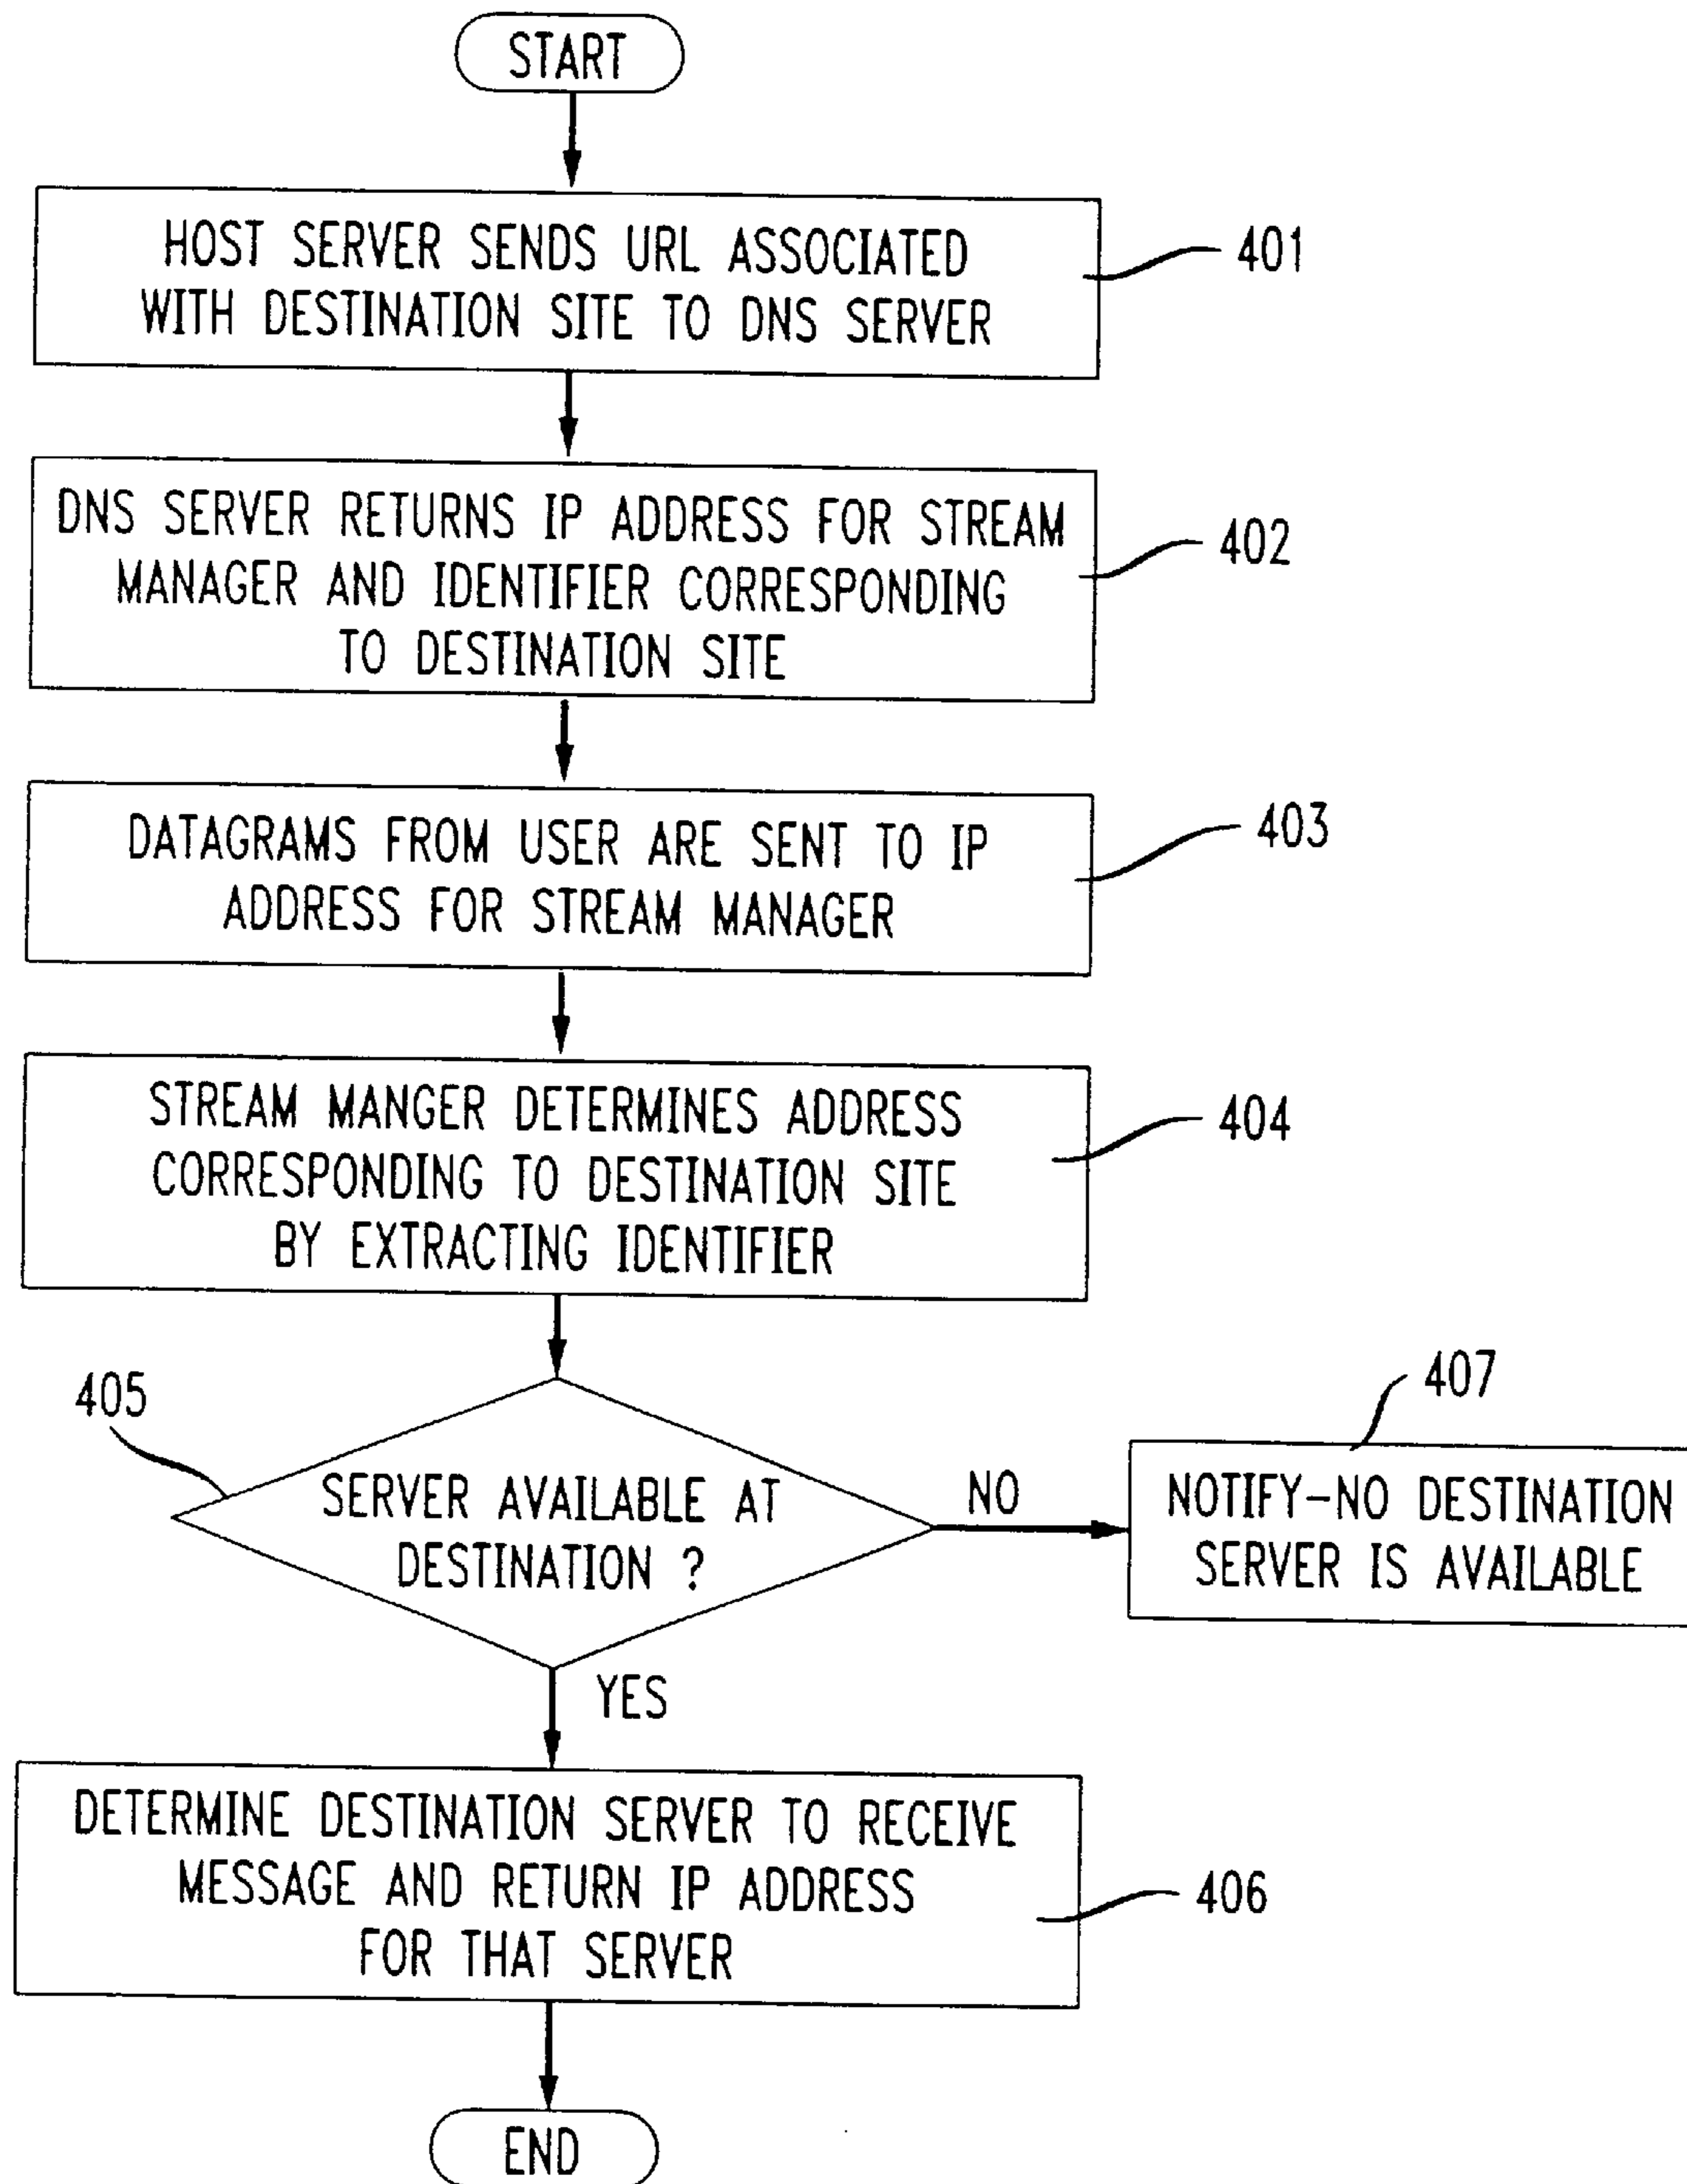 START
HOST SERVER SENDS URL ASSOCIATED
WITH DESTINATION SITE TO DNS SERVER
401
DNS SERVER RETURNS IP ADDRESS FOR STREAM
MANAGER AND IDENTIFIER CORRESPONDING
TO DESTINATION SITE
402
DATAGRAMS FROM USER ARE SENT TO IP
ADDRESS FOR STREAM MANAGER
403
STREAM MANGER DETERMINES ADDRESS
CORRESPONDING TO DESTINATION SITE
BY EXTRACTING IDENTIFIER
404
405
SERVER AVAILABLE AT
DESTINATION ?
NO
407
NOTIFY-NO DESTINATION
SERVER IS AVAILABLE
YES
DETERMINE DESTINATION SERVER TO RECEIVE
MESSAGE AND RETURN IP ADDRESS
FOR THAT SERVER
406
END